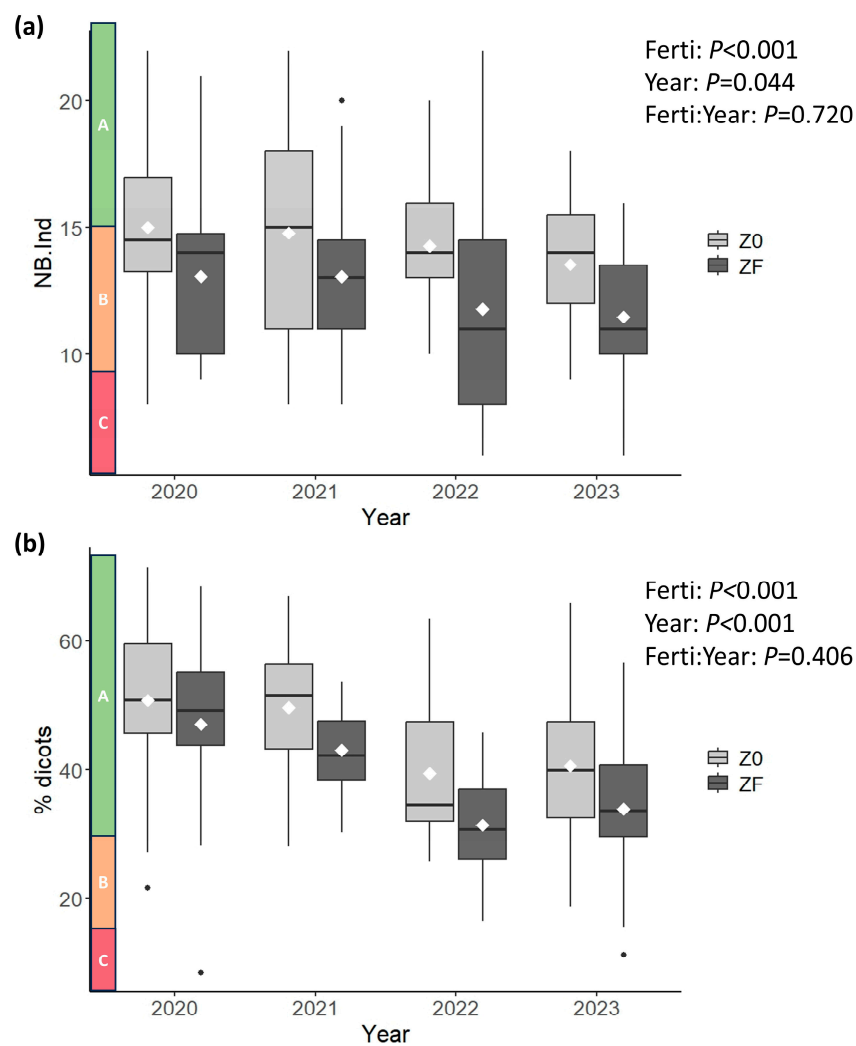 (a)
Ferti: P<0.001
Year: P=0.044
Ferti:Year: P=0.720
20
15
10
NB.Ind
A
B
C
Z0
ZF
2020 2021 2022 2023
Year
(b)
Ferti: P<0.001
Year: P<0.001
Ferti:Year: P=0.406
60
40
20
% dicots
A
B
C
Z0
ZF
2020 2021 2022 2023
Year